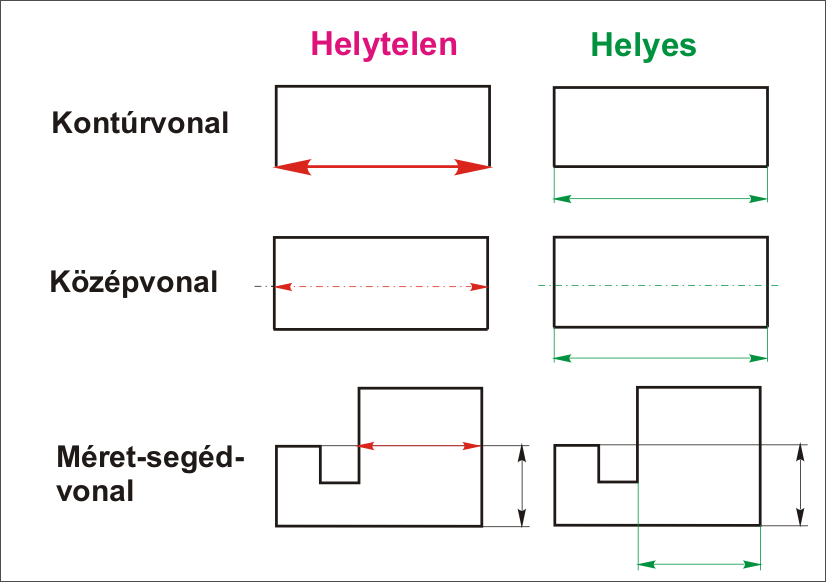 Helytelen
Helyes
Kontúrvonal
Középvonal
Méret-segéd-
vonal